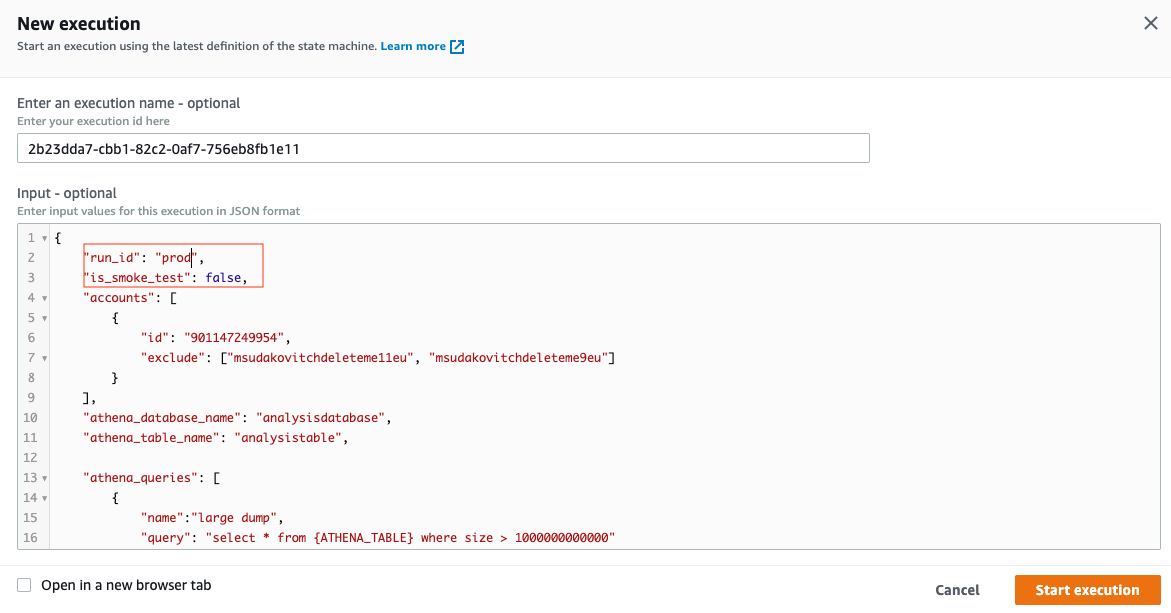 New execution
Start an execution using the latest definition of the state machine. Learn more
Enter an execution name - optional
Enter your execution id here
2b23dda7-cbb1-82c2-0af7-756eb8fb1e11
Input - optional
Enter input values for this execution in JSON format
1 {
2 "run_id": "prod",
3 "is_smoke_test": false,
4 "accounts": [
5 {
6 "id": "901147249954",
7 "exclude": ["msudakovitchdeleteme11eu", "msudakovitchdeleteme9eu"]
8 }
9 ],
10 "athena_database_name": "analysisdatabase",
11 "athena_table_name": "analysistable",
12
13 "athena_queries": [
14 {
15 "name":"large dump",
16 "query": "select * from {ATHENA_TABLE} where size > 1000000000000"
Open in a new browser tab
Cancel
Start execution